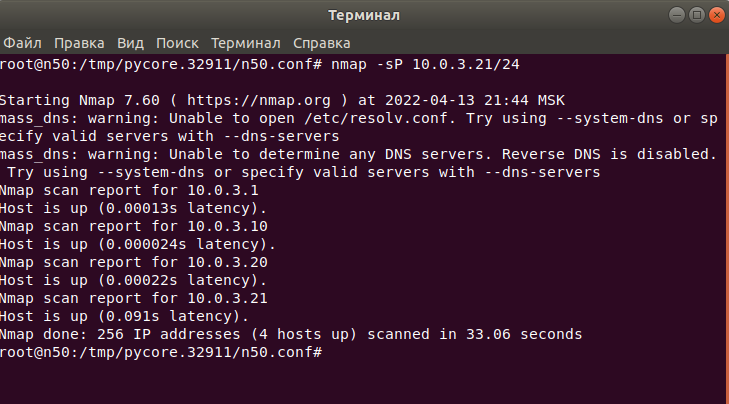 Терминал
Файл Правка Вид Поиск Терминал Справка
root@n50:/tmp/pycore.32911/n50.conf# nmap -sP 10.0.3.21/24
Starting Nmap 7.60 ( https://nmap.org ) at 2022-04-13 21:44 MSK
mass_dns: warning: Unable to open /etc/resolv.conf. Try using --system-dns or sp
ecify valid servers with --dns-servers
mass_dns: warning: Unable to determine any DNS servers. Reverse DNS is disabled.
Try using --system-dns or specify valid servers with --dns-servers
Nmap scan report for 10.0.3.1
Host is up (0.00013s latency).
Nmap scan report for 10.0.3.10
Host is up (0.000024s latency).
Nmap scan report for 10.0.3.20
Host is up (0.00022s latency).
Nmap scan report for 10.0.3.21
Host is up (0.091s latency).
Nmap done: 256 IP addresses (4 hosts up) scanned in 33.06 seconds
root@n50:/tmp/pycore.32911/n50.conf#